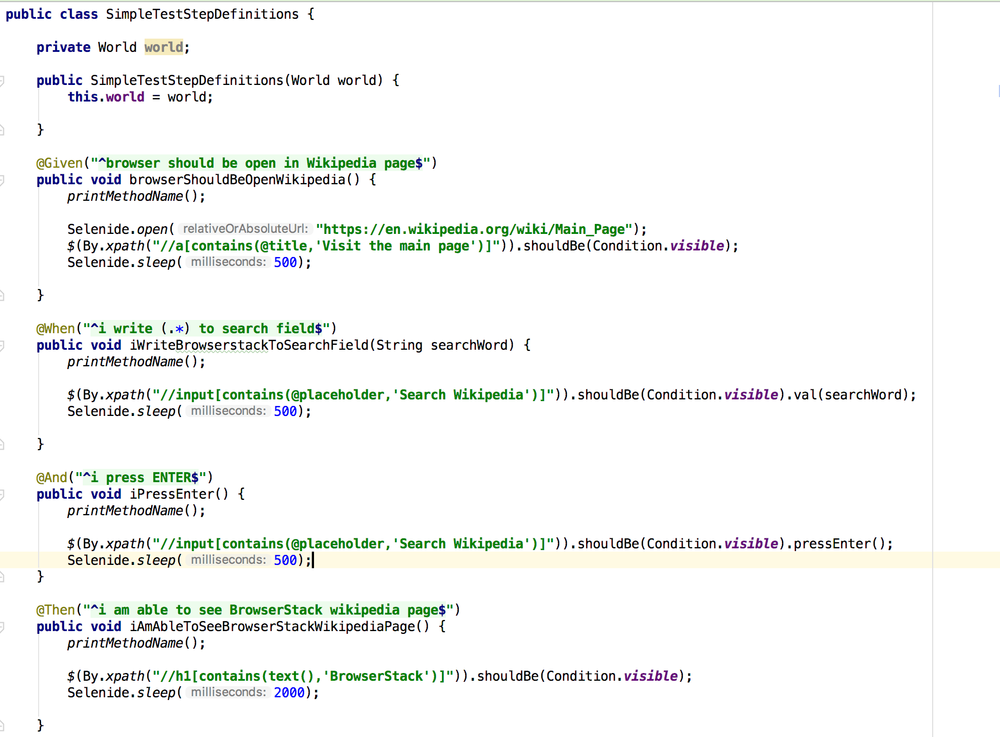 public class SimpleTestStepDefinitions {
private World world;
public SimpleTestStepDefinitions(World world) {
this.world = world;
}
@Given("^browser should be open in Wikipedia page$")
public void browserShouldBeOpenWikipedia() {
printMethodName();
Selenide.open( relativeOrAbsoluteUrl: "https://en.wikipedia.org/wiki/Main_Page");
$(By.xpath("//a[contains(@title,'Visit the main page')]")).shouldBe(Condition.visible);
Selenide.sleep( milliseconds: 500);
}
@When("^i write (.*) to search field$")
public void iWriteBrowserstackToSearchField(String searchWord) {
printMethodName();
$(By.xpath("//input[contains(@placeholder,'Search Wikipedia')]")).shouldBe(Condition.visible).val(searchWord);
Selenide.sleep( milliseconds: 500);
}
@And("^i press ENTER$")
public void iPressEnter() {
printMethodName();
$(By.xpath("//input[contains(@placeholder,'Search Wikipedia')]")).shouldBe(Condition.visible).pressEnter();
Selenide.sleep( milliseconds: 500);
}
@Then("^i am able to see BrowserStack wikipedia page$")
public void iAmAbleToSeeBrowserStackWikipediaPage() {
printMethodName();
$(By.xpath("//h1[contains(text(),'BrowserStack')]")).shouldBe(Condition.visible);
Selenide.sleep( milliseconds: 2000);
}